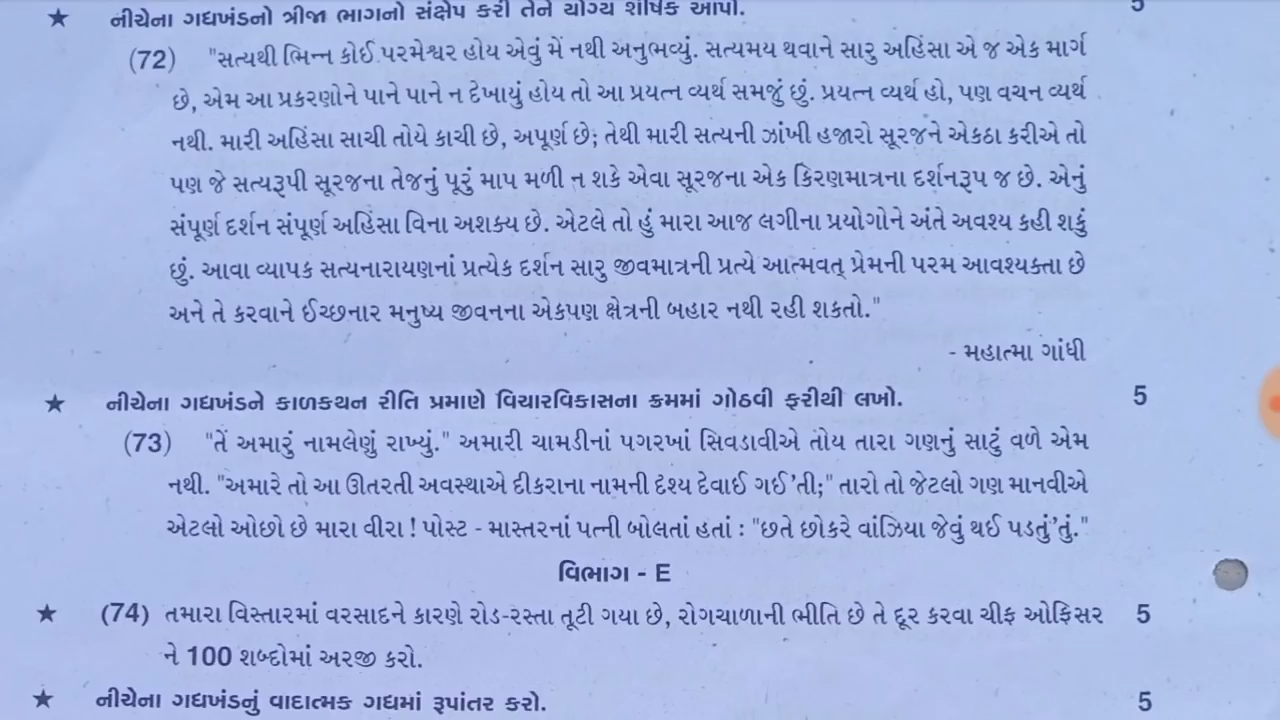 ★ નીચેના ગદ્યખંડનો ત્રીજા ભાગનો સંક્ષેપ કરી તેને યોગ્ય શીર્ષક આપો. 5
(72) "સત્યથી ભિન્ન કોઈ પરમેશ્વર હોય એવું મેં નથી અનુભવ્યું. સત્યમય થવાને સારુ અહિંસા એ જ એક માર્ગ
છે, એમ આ પ્રકરણોને પાને પાને ન દેખાયું હોય તો આ પ્રયત્ન વ્યર્થ સમજું છું. પ્રયત્ન વ્યર્થ હો, પણ વચન વ્યર્થ
નથી. મારી અહિંસા સાચી તોયે કાચી છે, અપૂર્ણ છે; તેથી મારી સત્યની ઝાંખી હજારો સૂરજને એકઠા કરીએ તો
પણ જે સત્યરૂપી સૂરજના તેજનું પૂરું માપ મળી ન શકે એવા સૂરજના એક કિરણમાત્રના દર્શનરૂપ જ છે. એનું
સંપૂર્ણ દર્શન સંપૂર્ણ અહિંસા વિના અશક્ય છે. એટલે તો હું મારા આજ લગીના પ્રયોગોને અંતે અવશ્ય કહી શકું
છું. આવા વ્યાપક સત્યનારાયણનાં પ્રત્યેક દર્શન સારુ જીવમાત્રની પ્રત્યે આત્મવત્ પ્રેમની પરમ આવશ્યક્તા છે
અને તે કરવાને ઈચ્છનાર મનુષ્ય જીવનના એકપણ ક્ષેત્રની બહાર નથી રહી શકતો."
- મહાત્મા ગાંધી
★ નીચેના ગદ્યખંડને કાળકથન રીતિ પ્રમાણે વિચારવિકાસના ક્રમમાં ગોઠવી ફરીથી લખો. 5
(73) "તેં અમારું નામલેણું રાખ્યું." અમારી ચામડીનાં પગરખાં સિવડાવીએ તોય તારા ગણનું સાટું વળે એમ
નથી. "અમારે તો આ ઊતરતી અવસ્થાએ દીકરાના નામની દૈશ્ય દેવાઈ ગઈ'તી;" તારો તો જેટલો ગણ માનવીએ
એટલો ઓછો છે મારા વીરા ! પોસ્ટ - માસ્તરનાં પત્ની બોલતાં હતાં : "છતે છોકરે વાંઝિયા જેવું થઈ પડતું'તું."
વિભાગ - E
★ (74) તમારા વિસ્તારમાં વરસાદને કારણે રોડ-રસ્તા તૂટી ગયા છે, રોગચાળાની ભીતિ છે તે દૂર કરવા ચીફ ઓફિસર 5
ને 100 શબ્દોમાં અરજી કરો.
★ નીચેના ગદ્યખંડનું વાદાત્મક ગદ્યમાં રૂપાંતર કરો. 5